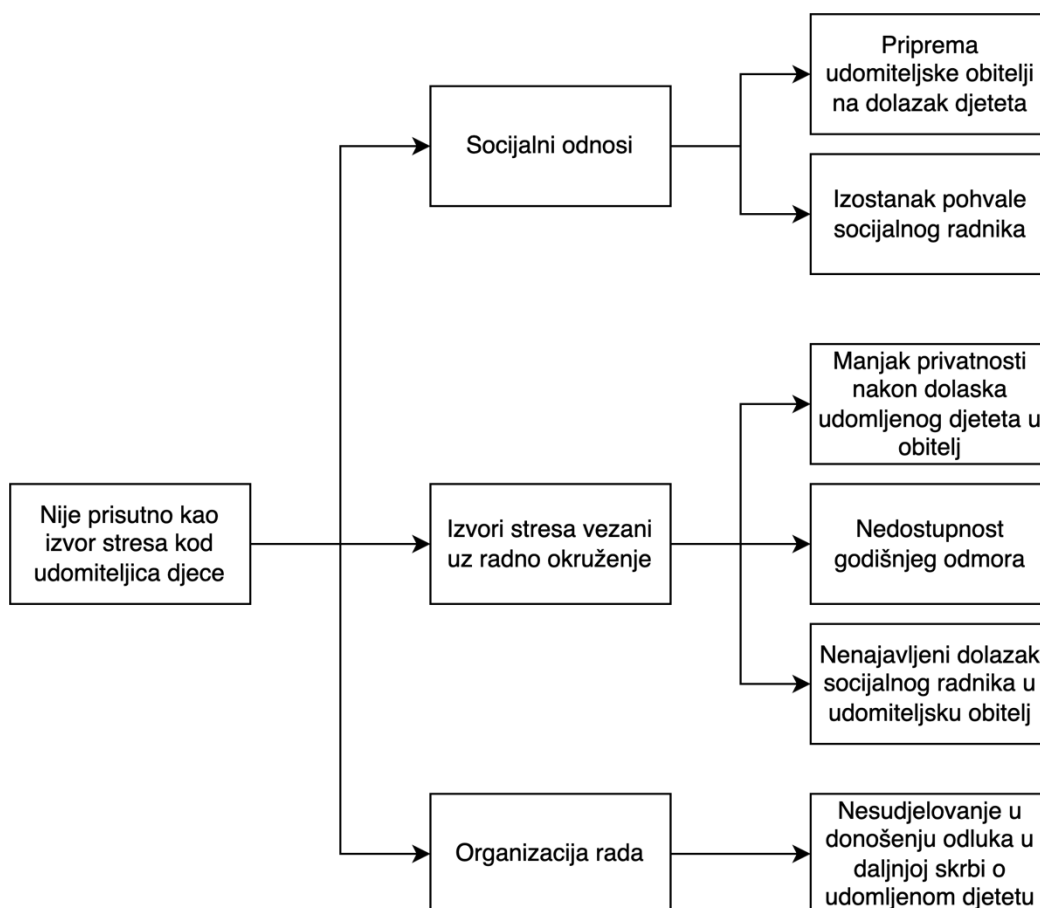 Priprema
udomiteljske obitelji
na dolazak djeteta
Socijalni odnosi
Izostanak pohvale
socijalnog radnika
Manjak privatnosti
nakon dolaska
udomljenog djeteta u
obitelj
Nije prisutno kao
izvor stresa kod
udomiteljica djece
Izvori stresa vezani
uz radno okruženje
Nedostupnost
godišnjeg odmora
Nenajavljeni dolazak
socijalnog radnika u
udomiteljsku obitelj
Organizacija rada
Nesudjelovanje u
donošenju odluka u
daljnjoj skrbi o
udomljenom djetetu